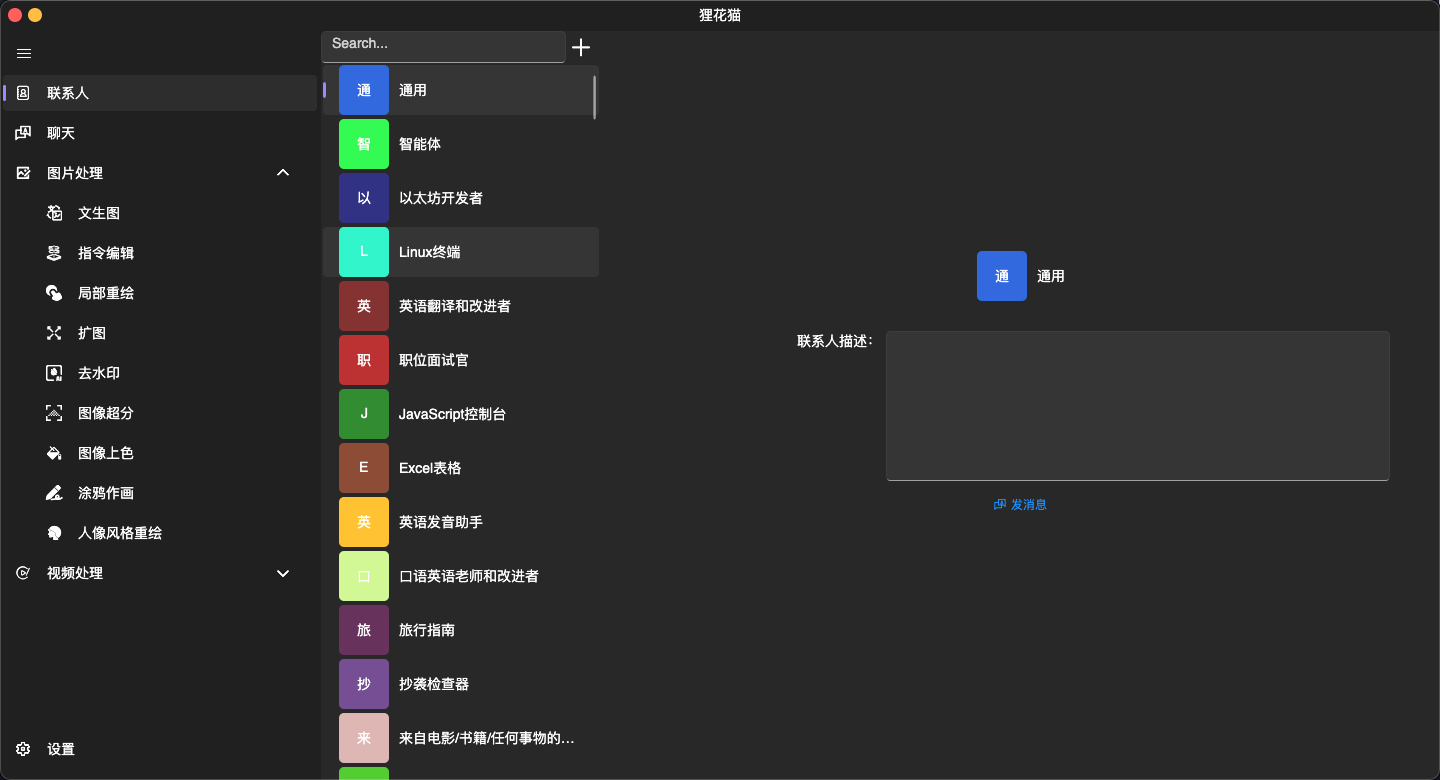 狸花猫
联系人
聊天
图片处理
文生图
指令编辑
局部重绘
扩图
去水印
图像超分
图像上色
涂鸦作画
人像风格重绘
视频处理
设置
Search...
通 通用
智 智能体
以 以太坊开发者
L Linux终端
英 英语翻译和改进者
职 职位面试官
J JavaScript控制台
E Excel表格
英 英语发音助手
口 口语英语老师和改进者
旅 旅行指南
抄 抄袭检查器
来 来自电影/书籍/任何事物的...
通 通用
联系人描述：
发消息